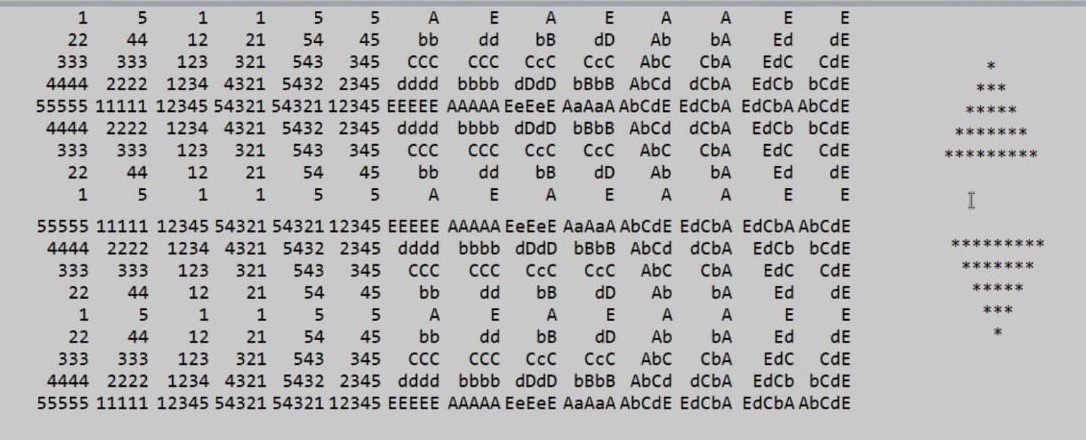 1 5 1 1 5 5 A E A E A A E E
22 44 12 21 54 45 bb dd bB dD Ab bA Ed dE
333 333 123 321 543 345 CCC CCC CcC CcC AbC CbA EdC CdE
4444 2222 1234 4321 5432 2345 dddd bbbb dDdD bBbB AbCd dCbA EdCb bCdE
55555 11111 12345 54321 54321 12345 EEEEE AAAAA EeEeE AaAaA AbCdE EdCbA EdCbA AbCdE
4444 2222 1234 4321 5432 2345 dddd bbbb dDdD bBbB AbCd dCbA EdCb bCdE
333 333 123 321 543 345 CCC CCC CcC CcC AbC CbA EdC CdE
22 44 12 21 54 45 bb dd bB dD Ab bA Ed dE
1 5 1 1 5 5 A E A E A A E E
55555 11111 12345 54321 54321 12345 EEEEE AAAAA EeEeE AaAaA AbCdE EdCbA EdCbA AbCdE
4444 2222 1234 4321 5432 2345 dddd bbbb dDdD bBbB AbCd dCbA EdCb bCdE
333 333 123 321 543 345 CCC CCC CcC CcC AbC CbA EdC CdE
22 44 12 21 54 45 bb dd bB dD Ab bA Ed dE
1 5 1 1 5 5 A E A E A A E E
22 44 12 21 54 45 bb dd bB dD Ab bA Ed dE
333 333 123 321 543 345 CCC CCC CcC CcC AbC CbA EdC CdE
4444 2222 1234 4321 5432 2345 dddd bbbb dDdD bBbB AbCd dCbA EdCb bCdE
55555 11111 12345 54321 54321 12345 EEEEE AAAAA EeEeE AaAaA AbCdE EdCbA EdCbA AbCdE
*
***
*****
*******
*********
*********
*******
*****
***
*